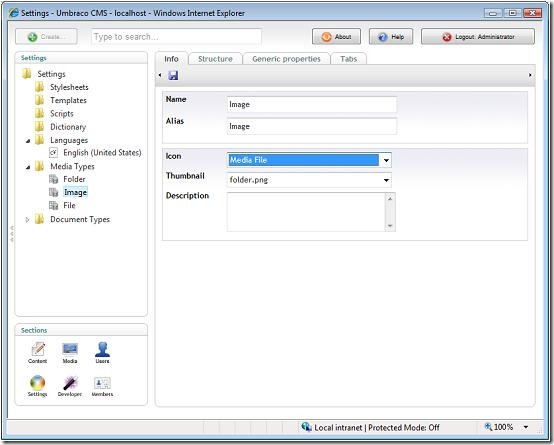 Settings - Umbraco CMS - localhost - Windows Internet Explorer
Create...
Type to search...
About
Help
Logout: Administrator
Settings
Settings
Stylesheets
Templates
Scripts
Dictionary
Languages
English (United States)
Media Types
Folder
Image
File
Document Types
Sections
Content
Media
Users
Settings
Developer
Members
Info
Structure
Generic properties
Tabs
Name
Image
Alias
Image
Icon
Media File
Thumbnail
folder.png
Description
Local intranet | Protected Mode: Off
100%